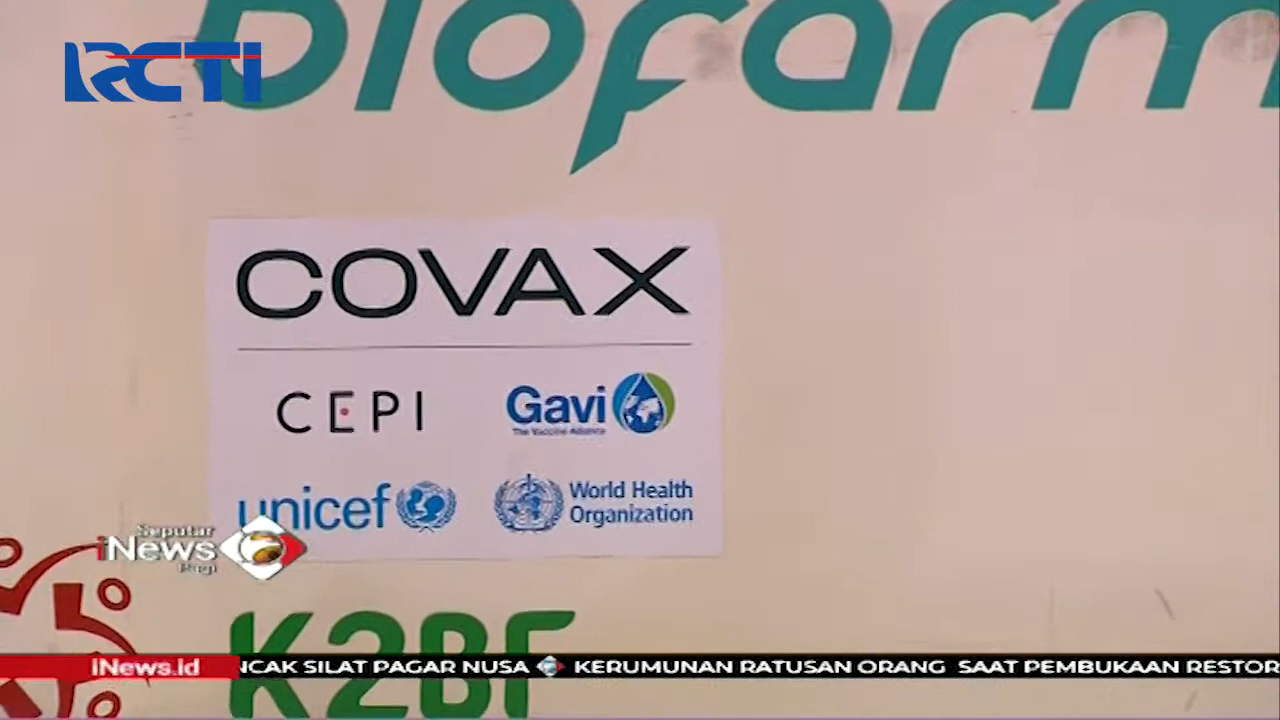 RCTI
biofarm
COVAX
CEPI
Gavi
The Vaccine Alliance
unicef
World Health
Organization
Seputar
iNews
Pagi
K2BF
iNews.id
NCAK SILAT PAGAR NUSA
KERUMUNAN RATUSAN ORANG SAAT PEMBUKAAN RESTOR